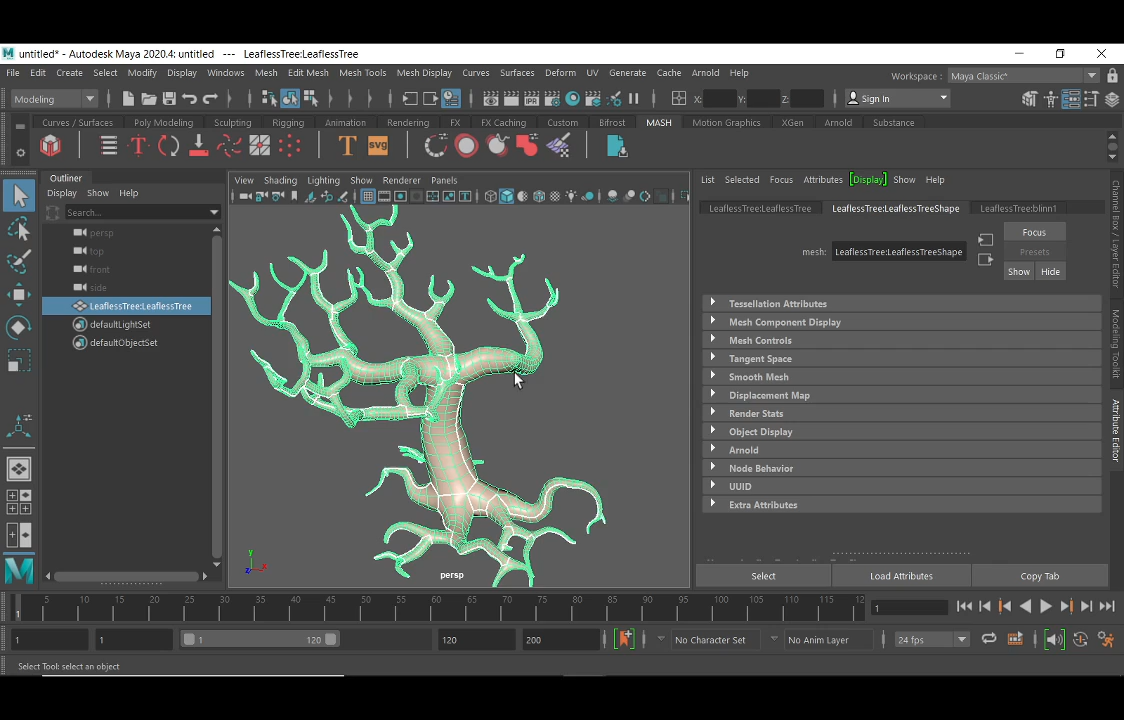 untitled* - Autodesk Maya 2020.4: untitled --- LeaflessTree:LeaflessTree
File Edit Create Select Modify Display Windows Mesh Edit Mesh Mesh Tools Mesh Display Curves Surfaces Deform UV Generate Cache Arnold Help
Workspace : Maya Classic*
Modeling
X: Y: Z: Sign In
Curves / Surfaces Poly Modeling Sculpting Rigging Animation Rendering FX FX Caching Custom Bifrost MASH Motion Graphics XGen Arnold Substance
T SVG
Outliner
Display Show Help
Search...
persp
top
front
side
LeaflessTree:LeaflessTree
defaultLightSet
defaultObjectSet
View Shading Lighting Show Renderer Panels
y
z x
persp
List Selected Focus Attributes Display Show Help
LeaflessTree:LeaflessTree LeaflessTree:LeaflessTreeShape LeaflessTree:blinn1
mesh: LeaflessTree:LeaflessTreeShape
Focus
Presets
Show Hide
Tessellation Attributes
Mesh Component Display
Mesh Controls
Tangent Space
Smooth Mesh
Displacement Map
Render Stats
Object Display
Arnold
Node Behavior
UUID
Extra Attributes
Select Load Attributes Copy Tab
Channel Box / Layer Editor
Modeling Toolkit
Attribute Editor
1 5 10 15 20 25 30 35 40 45 50 55 60 65 70 75 80 85 90 95 100 105 110 115 12
1
1 1 1 120 120 200 No Character Set No Anim Layer 24 fps
Select Tool: select an object